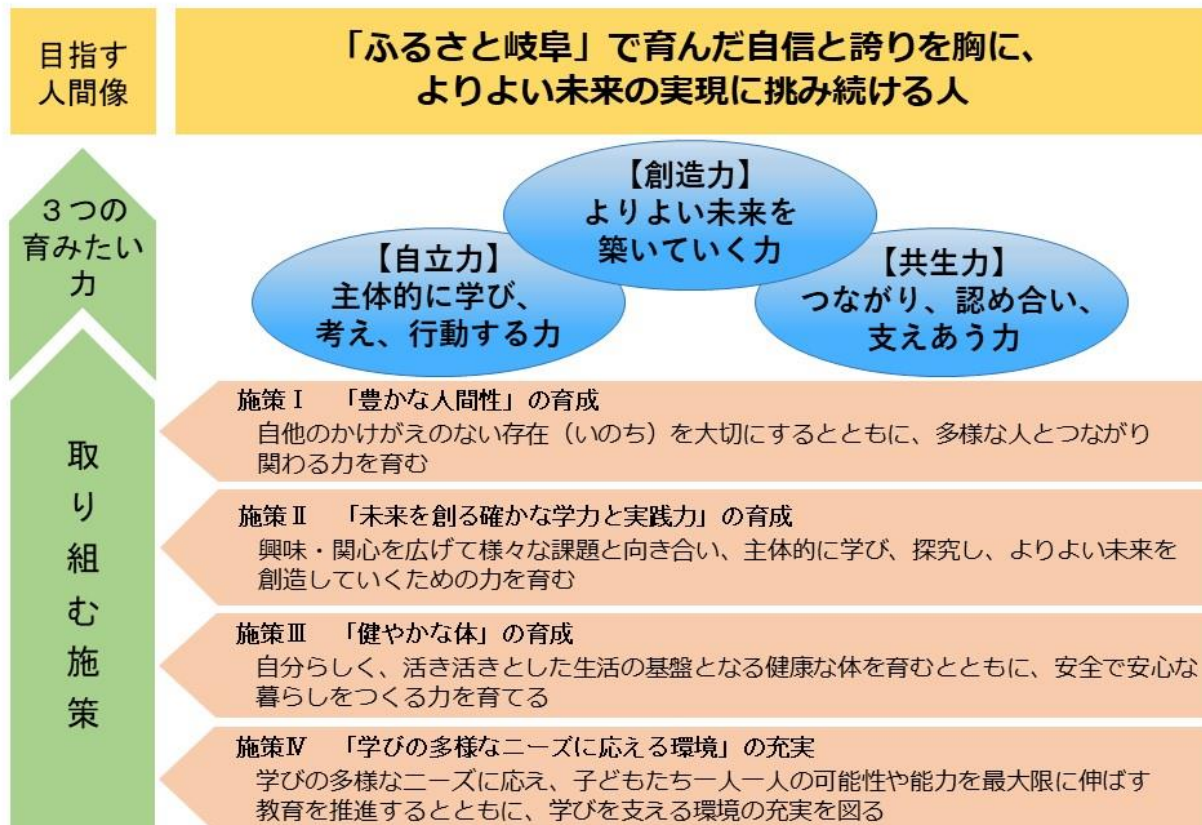 目指す
人間像
「ふるさと岐阜」で育んだ自信と誇りを胸に、
よりよい未来の実現に挑み続ける人
３つの
育みたい
力
【創造力】
よりよい未来を
築いていく力
【自立力】
主体的に学び、
考え、行動する力
【共生力】
つながり、認め合い、
支えあう力
取り組む施策
施策Ⅰ　「豊かな人間性」の育成
自他のかけがえのない存在（いのち）を大切にするとともに、多様な人とつながり
関わる力を育む
施策Ⅱ　「未来を創る確かな学力と実践力」の育成
興味・関心を広げて様々な課題と向き合い、主体的に学び、探究し、よりよい未来を
創造していくための力を育む
施策Ⅲ　「健やかな体」の育成
自分らしく、活き活きとした生活の基盤となる健康な体を育むとともに、安全で安心な
暮らしをつくる力を育てる
施策Ⅳ　「学びの多様なニーズに応える環境」の充実
学びの多様なニーズに応え、子どもたち一人一人の可能性や能力を最大限に伸ばす
教育を推進するとともに、学びを支える環境の充実を図る